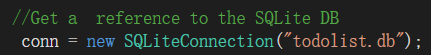 //Get a  reference to the SQLite DB
conn = new SQLiteConnection("todolist.db");